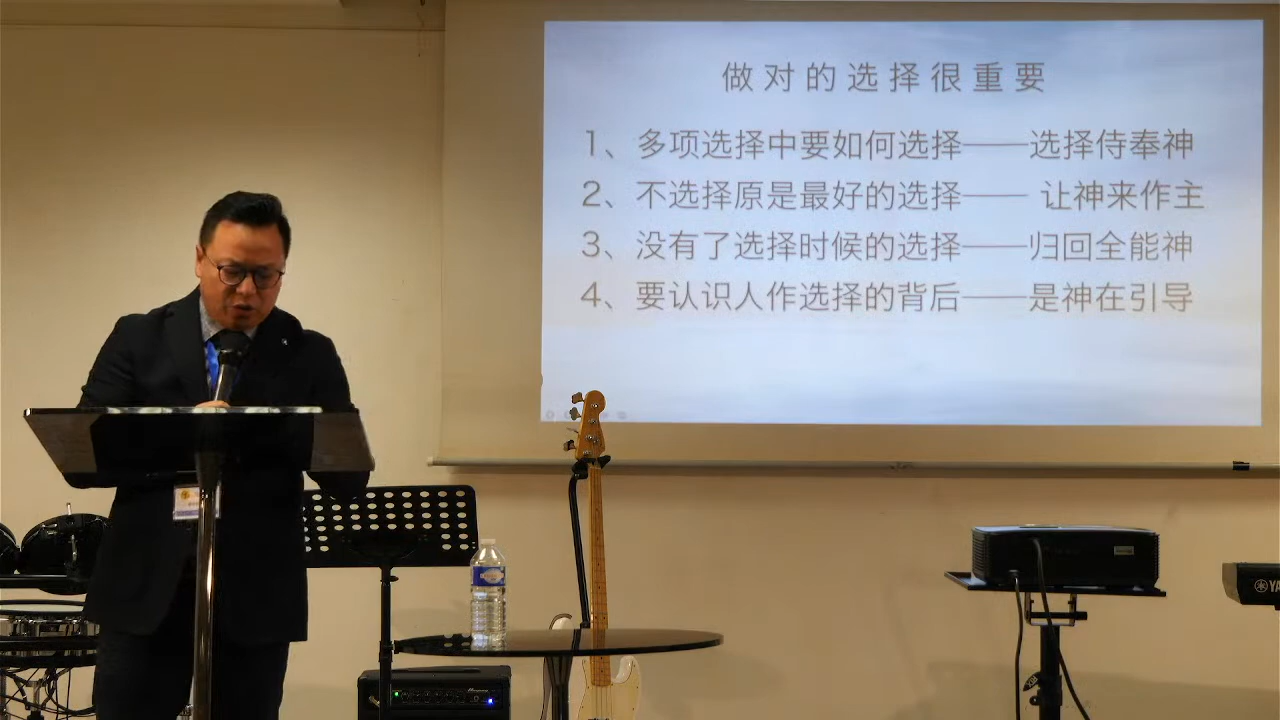 做对的选择很重要
1、多项选择中要如何选择——选择侍奉神
2、不选择原是最好的选择—— 让神来作主
3、没有了选择时候的选择——归回全能神
4、要认识人作选择的背后——是神在引导
YA